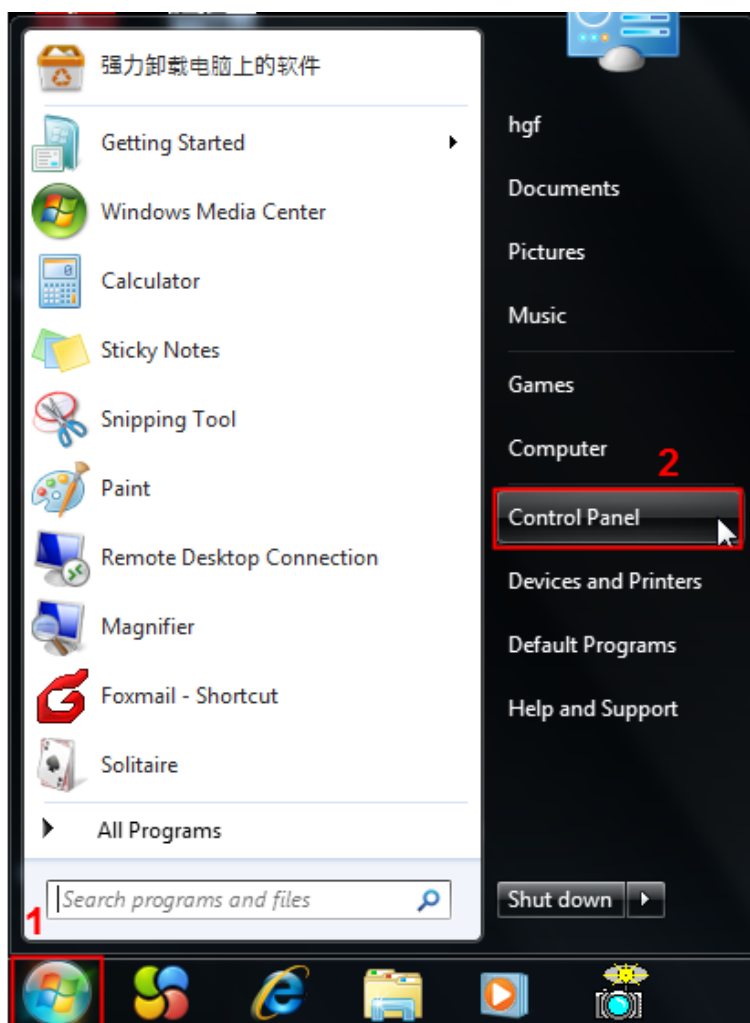 强力卸载电脑上的软件
Getting Started
Windows Media Center
Calculator
Sticky Notes
Snipping Tool
Paint
Remote Desktop Connection
Magnifier
Foxmail - Shortcut
Solitaire
All Programs
Search programs and files
1
hgf
Documents
Pictures
Music
Games
Computer
2
Control Panel
Devices and Printers
Default Programs
Help and Support
Shut down